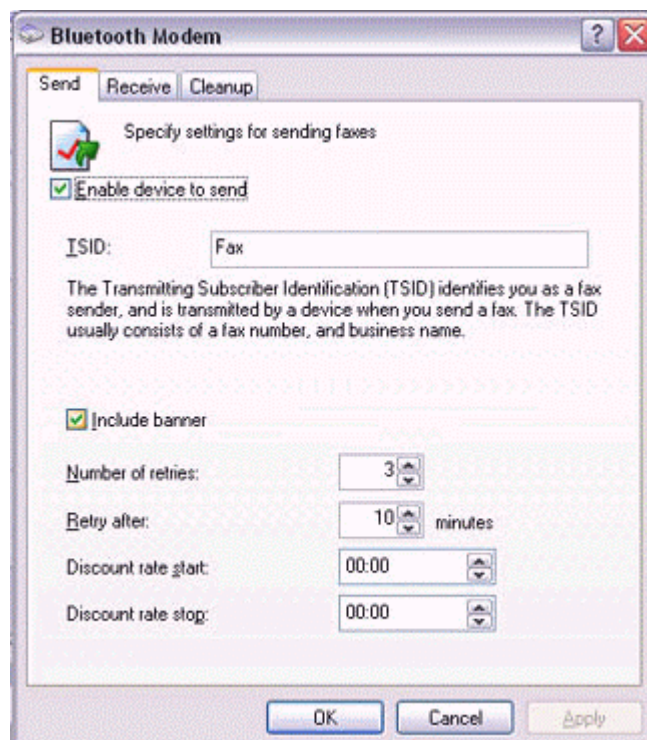 Bluetooth Modem
Send Receive Cleanup
Specify settings for sending faxes
Enable device to send
TSID: Fax
The Transmitting Subscriber Identification (TSID) identifies you as a fax
sender, and is transmitted by a device when you send a fax. The TSID
usually consists of a fax number, and business name.
Include banner
Number of retries: 3
Retry after: 10 minutes
Discount rate start: 00:00
Discount rate stop: 00:00
OK Cancel Apply